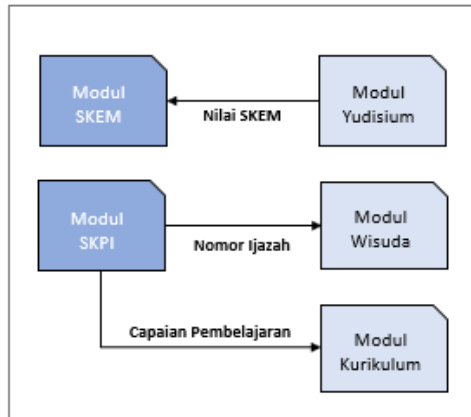 Modul
SKEM
Nilai SKEM
Modul
Yudisium
Modul
SKPI
Nomor Ijazah
Modul
Wisuda
Capaian Pembelajaran
Modul
Kurikulum